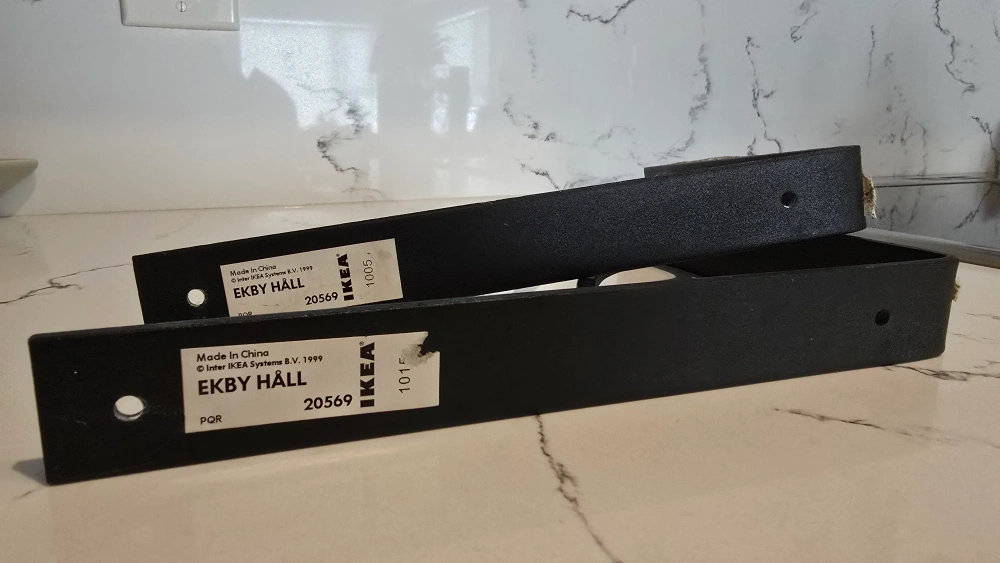 Made In China
© Inter IKEA Systems B.V. 1999
EKBY HÅLL
20569
PQR
IKEA®
1005
Made In China
© Inter IKEA Systems B.V. 1999
EKBY HÅLL
20569
PQR
IKEA®
101